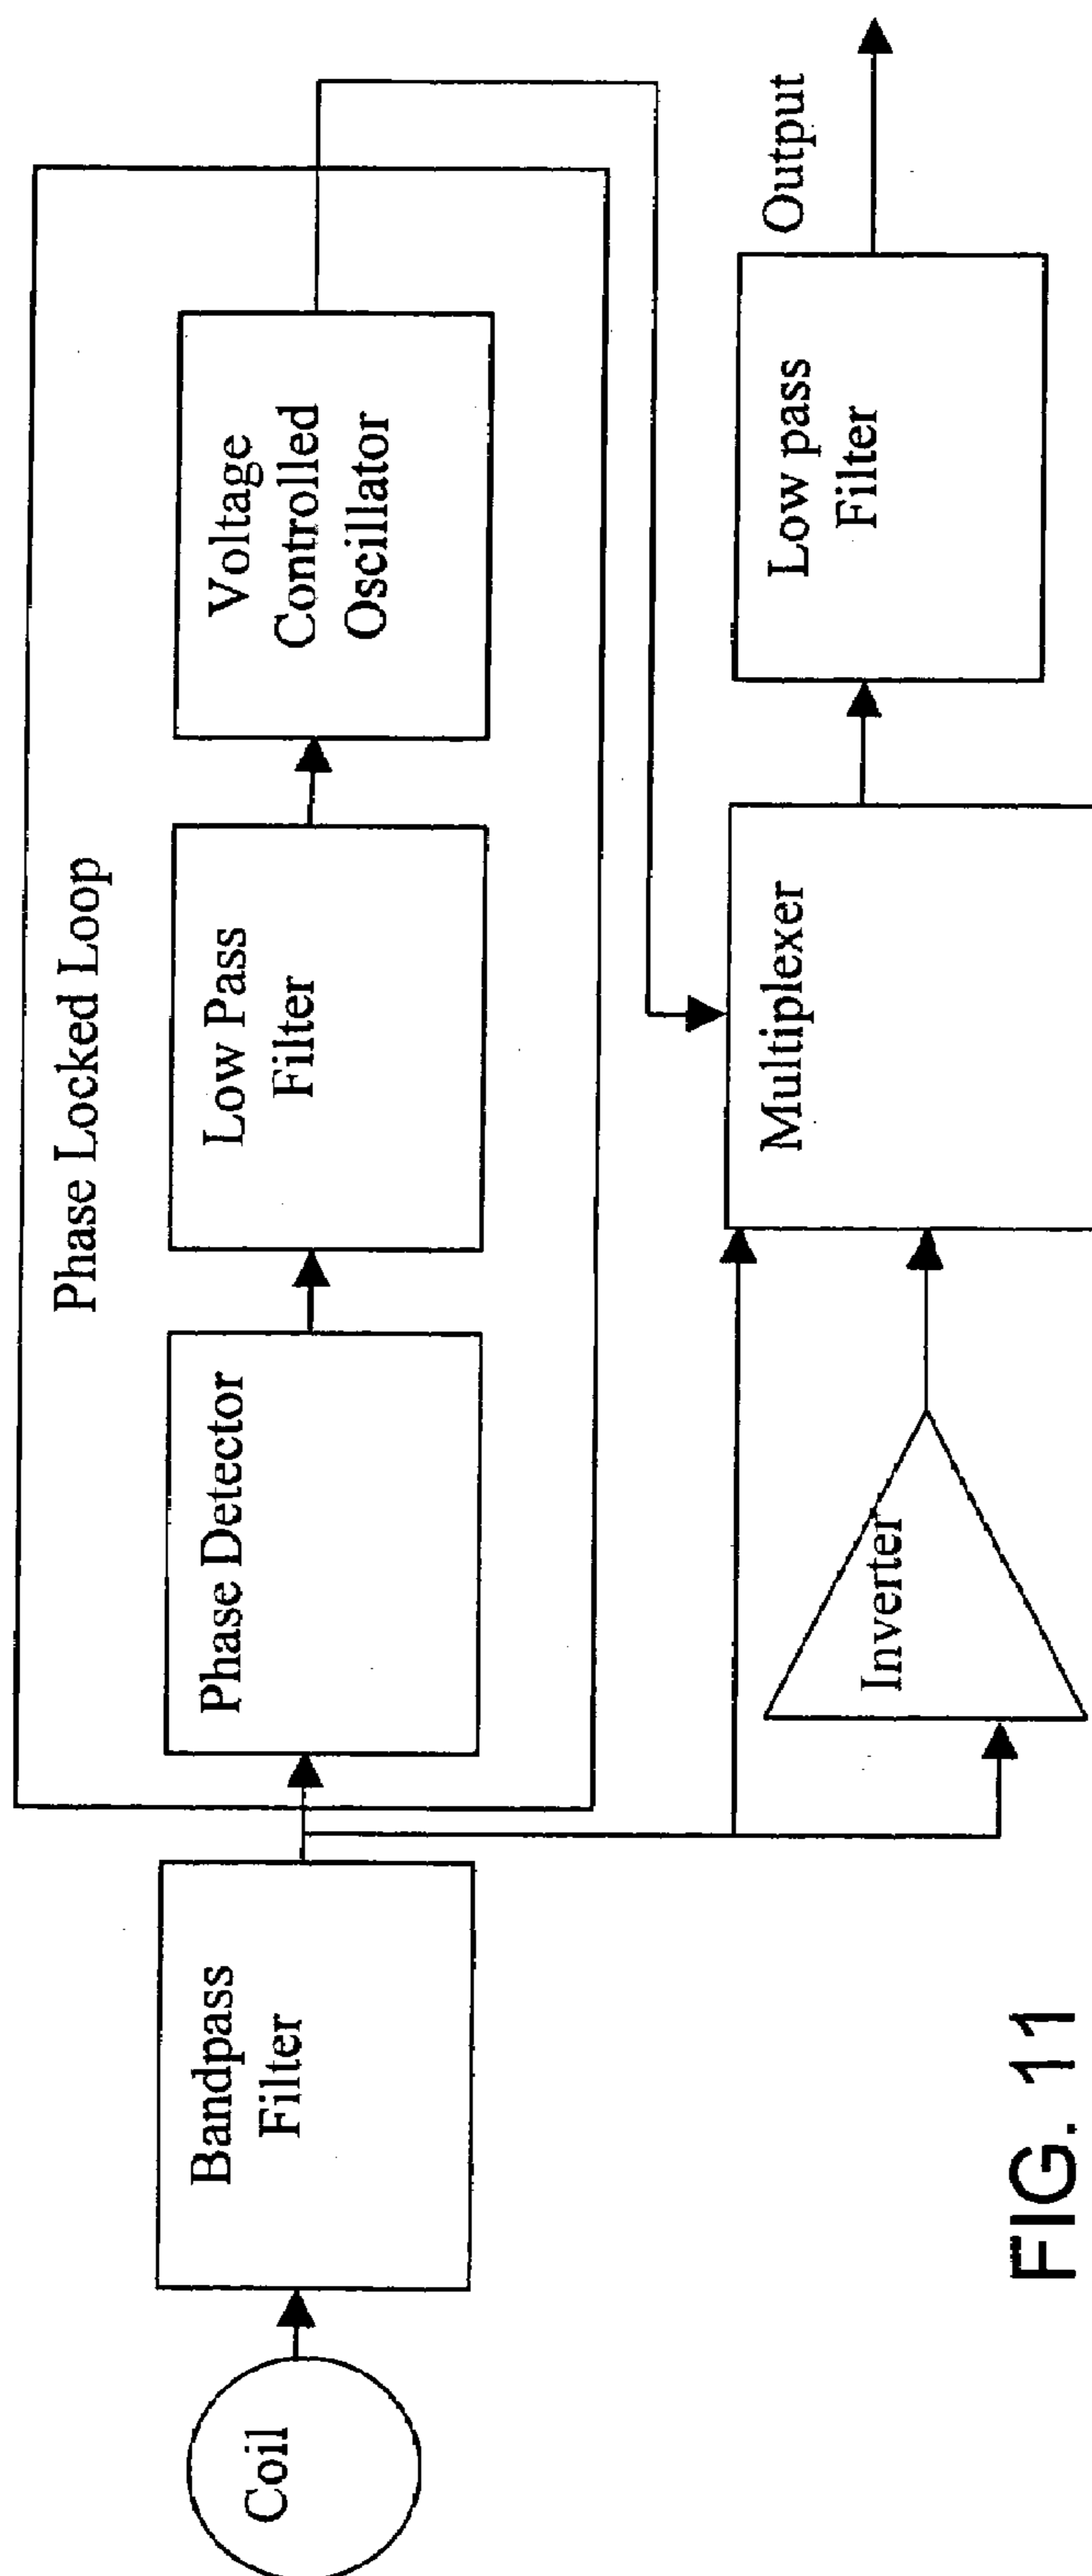 Phase Locked Loop
Coil
Bandpass
Filter
Phase Detector
Low Pass
Filter
Voltage
Controlled
Oscillator
Inverter
Multiplexer
Low pass
Filter
Output
FIG. 11